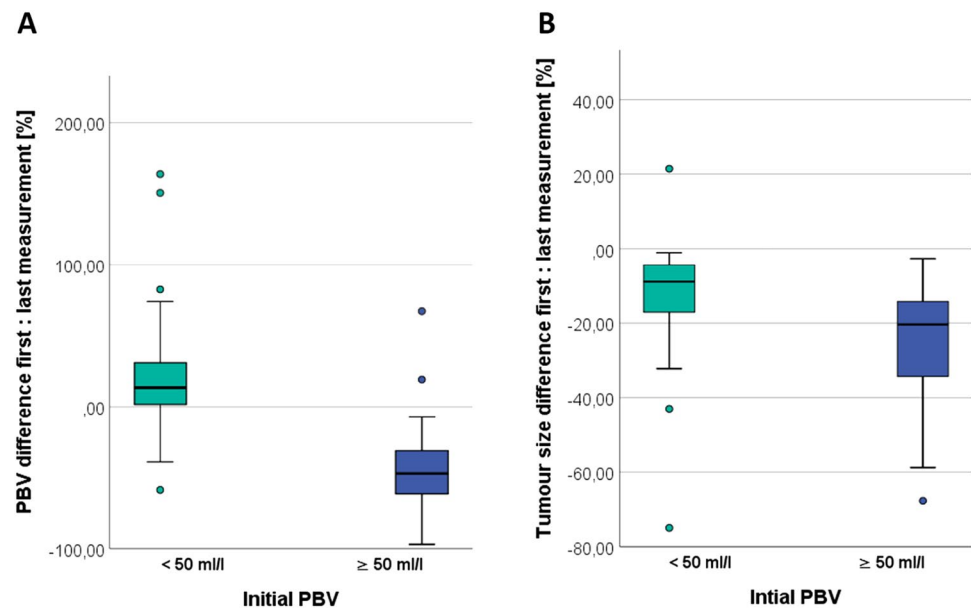 A
PBV difference first : last measurement [%]
200,00
100,00
,00
-100,00
< 50 ml/l
≥ 50 ml/l
Initial PBV
B
Tumour size difference first : last measurement [%]
40,00
20,00
,00
-20,00
-40,00
-60,00
-80,00
< 50 ml/l
≥ 50 ml/l
Intial PBV